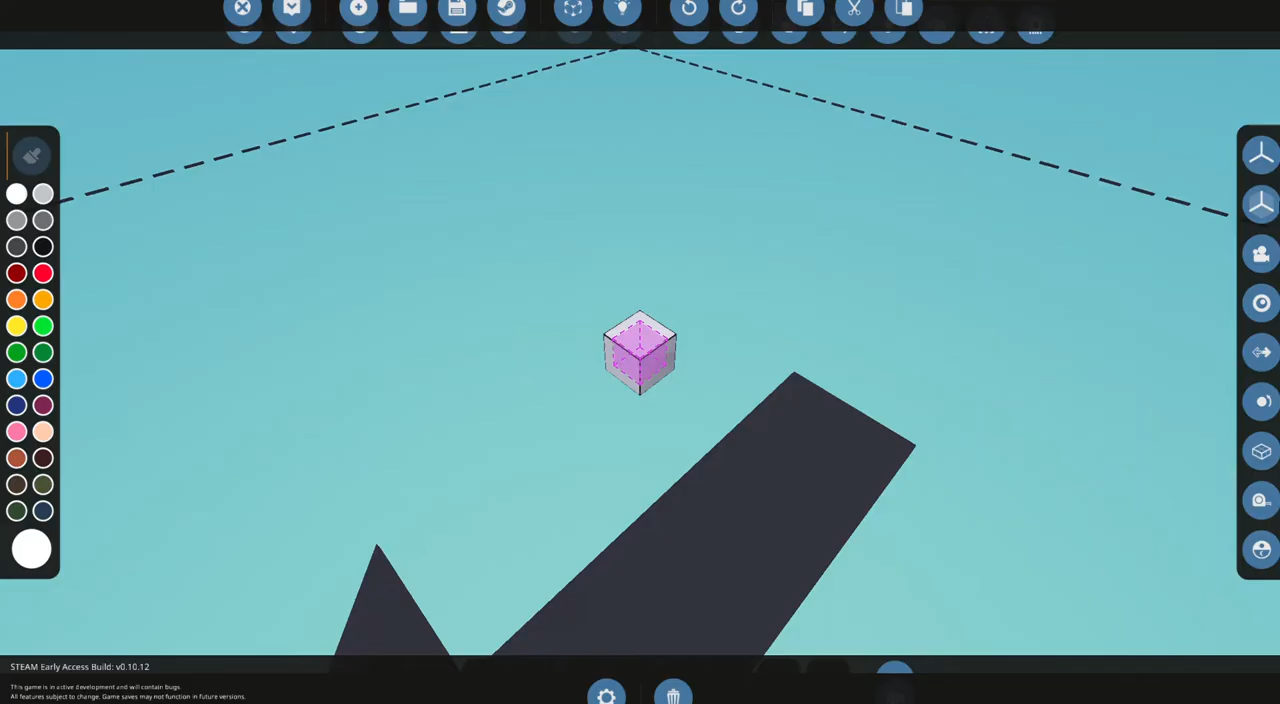 STEAM Early Access Build: v0.10.12
This game is in active development and will contain bugs.
All features subject to change. Game saves may not function in future versions.